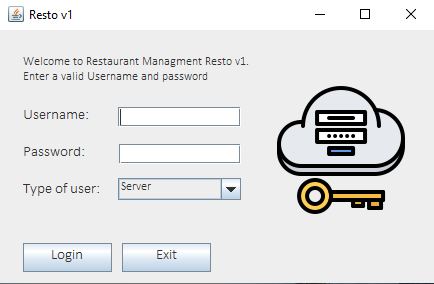 Resto v1
Welcome to Restaurant Managment Resto v1.
Enter a valid Username and password
Username:
Password:
Type of user: Server
Login Exit